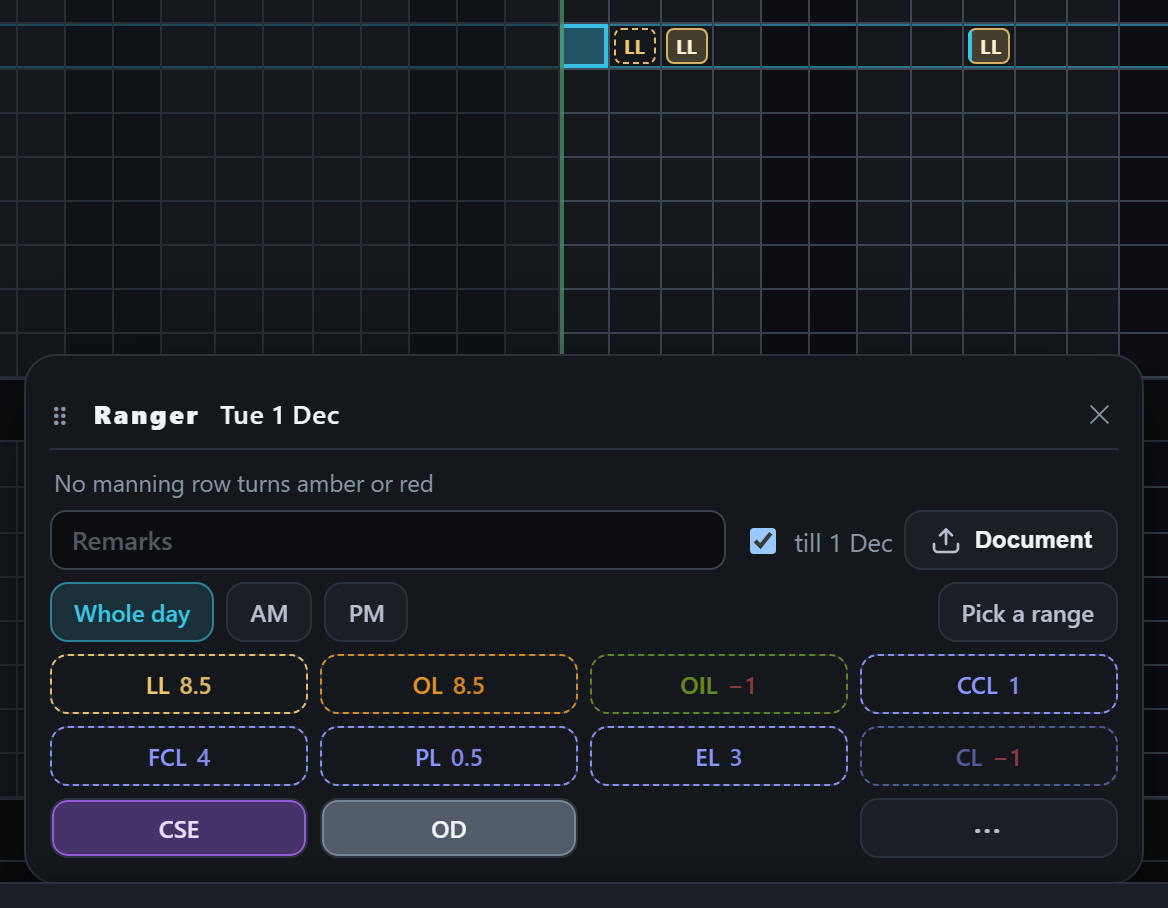 LL LL LL
Ranger Tue 1 Dec
No manning row turns amber or red
Remarks till 1 Dec Document
Whole day AM PM Pick a range
LL 8.5 OL 8.5 OIL −1 CCL 1
FCL 4 PL 0.5 EL 3 CL −1
CSE OD ...